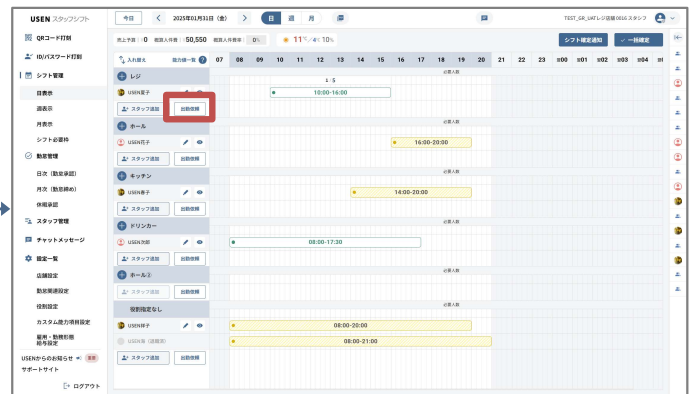 USEN スタッフシフト
今日 2025年01月31日(金) 日 週 月 TEST_GR_UATレジ店舗 0016 スタシフ
QRコード打刻
ID/パスワード打刻
シフト管理
日表示
週表示
月表示
シフト必要枠
勤怠管理
日次(勤怠承認)
月次(勤怠締め)
休暇承認
スタッフ管理
チャットメッセージ
設定一覧
店舗設定
勤怠関連設定
役割設定
カスタム能力項目設定
雇用・勤務形態
給与設定
USENからのお知らせ 重要
サポートサイト
ログアウト
売上予算: 0 概算人件費: 50,550 概算人件費率: 0% 11℃/4℃ 10% シフト確定通知 一括確定
入れ替え 能力値一覧 ? 07 08 09 10 11 12 13 14 15 16 17 18 19 20 21 22 23 翌00 翌01 翌02 翌03 翌04
レジ 必要人数
1 : 5
USEN夏子 10:00-16:00
スタッフ追加 出勤依頼
ホール 必要人数
USEN花子 16:00-20:00
スタッフ追加 出勤依頼
キッチン 必要人数
USEN春子 14:00-20:00
スタッフ追加 出勤依頼
ドリンカー 必要人数
USEN次郎 08:00-17:30
スタッフ追加 出勤依頼
ホール② 必要人数
スタッフ追加 出勤依頼
役割指定なし 必要人数
USEN祥子 08:00-20:00
USEN海(退職済) 08:00-21:00
スタッフ追加 出勤依頼